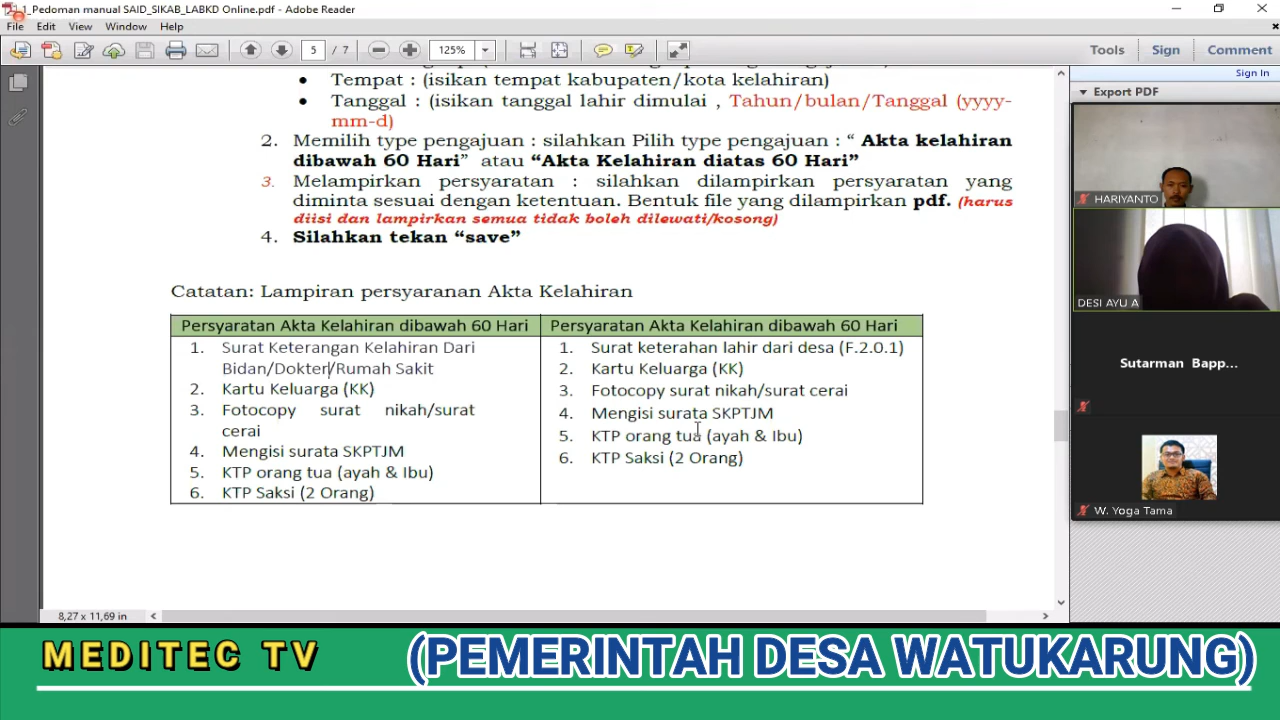 1_Pedoman manual SAID_SIKAB_LABKD Online.pdf - Adobe Reader
File Edit View Window Help
5 / 7 125% Tools Sign Comment
Sign In
Export PDF
• Tempat : (isikan tempat kabupaten/kota kelahiran)
• Tanggal : (isikan tanggal lahir dimulai , Tahun/bulan/Tanggal (yyyy-
mm-d)
2. Memilih type pengajuan : silahkan Pilih type pengajuan : “ Akta kelahiran
dibawah 60 Hari” atau “Akta Kelahiran diatas 60 Hari”
3. Melampirkan persyaratan : silahkan dilampirkan persyaratan yang
diminta sesuai dengan ketentuan. Bentuk file yang dilampirkan pdf. (harus
diisi dan lampirkan semua tidak boleh dilewati/kosong)
4. Silahkan tekan “save”
Catatan: Lampiran persyaranan Akta Kelahiran
Persyaratan Akta Kelahiran dibawah 60 Hari
1. Surat Keterangan Kelahiran Dari
Bidan/Dokter/Rumah Sakit
2. Kartu Keluarga (KK)
3. Fotocopy surat nikah/surat
cerai
4. Mengisi surata SKPTJM
5. KTP orang tua (ayah & Ibu)
6. KTP Saksi (2 Orang)
Persyaratan Akta Kelahiran dibawah 60 Hari
1. Surat keterahan lahir dari desa (F.2.0.1)
2. Kartu Keluarga (KK)
3. Fotocopy surat nikah/surat cerai
4. Mengisi surata SKPTJM
5. KTP orang tua (ayah & Ibu)
6. KTP Saksi (2 Orang)
HARIYANTO
DESI AYU A
Sutarman Bapp...
W. Yoga Tama
8,27 x 11,69 in
MEDITEC TV
(PEMERINTAH DESA WATUKARUNG)